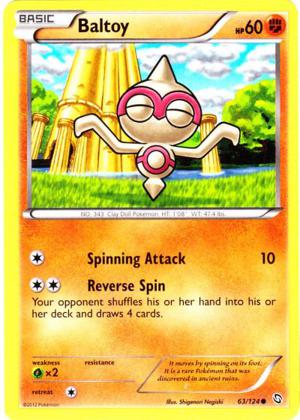 BASIC
Baltoy HP60
NO. 343 Clay Doll Pokémon HT: 1'08" WT: 47.4 lbs.
Spinning Attack 10
Reverse Spin
Your opponent shuffles his or her hand into his or
her deck and draws 4 cards.
weakness resistance
×2
retreat
It moves by spinning on its foot.
It is a rare Pokémon that was
discovered in ancient ruins.
©2012 Pokémon
Illus. Shigenori Negishi
63/124